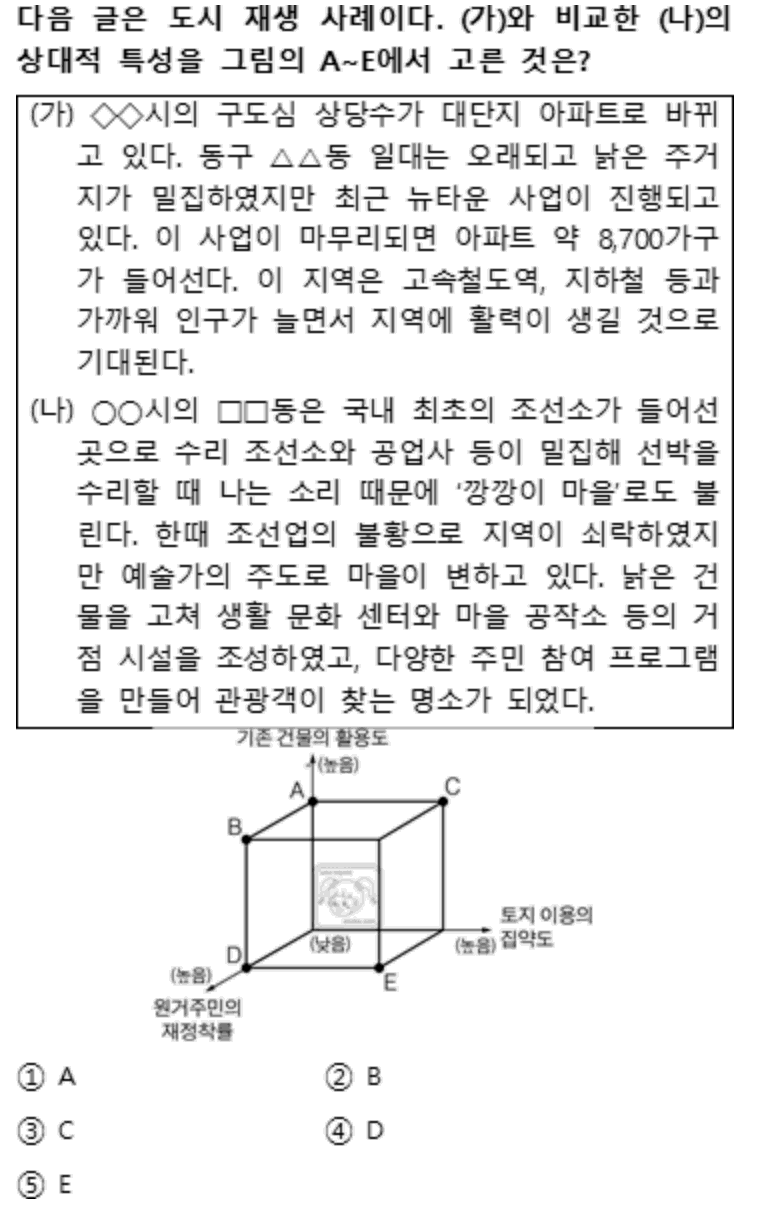 다음 글은 도시 재생 사례이다. (가)와 비교한 (나)의
상대적 특성을 그림의 A~E에서 고른 것은?
(가) ◇◇시의 구도심 상당수가 대단지 아파트로 바뀌
고 있다. 동구 △△동 일대는 오래되고 낡은 주거
지가 밀집하였지만 최근 뉴타운 사업이 진행되고
있다. 이 사업이 마무리되면 아파트 약 8,700가구
가 들어선다. 이 지역은 고속철도역, 지하철 등과
가까워 인구가 늘면서 지역에 활력이 생길 것으로
기대된다.
(나) ○○시의 □□동은 국내 최초의 조선소가 들어선
곳으로 수리 조선소와 공업사 등이 밀집해 선박을
수리할 때 나는 소리 때문에 ‘깡깡이 마을’로도 불
린다. 한때 조선업의 불황으로 지역이 쇠락하였지
만 예술가의 주도로 마을이 변하고 있다. 낡은 건
물을 고쳐 생활 문화 센터와 마을 공작소 등의 거
점 시설을 조성하였고, 다양한 주민 참여 프로그램
을 만들어 관광객이 찾는 명소가 되었다.
기존 건물의 활용도
(높음)
A
C
B
토지 이용의
(낮음)
(높음) 집약도
D
E
(높음)
원거주민의
재정착률
① A
② B
③ C
④ D
⑤ E